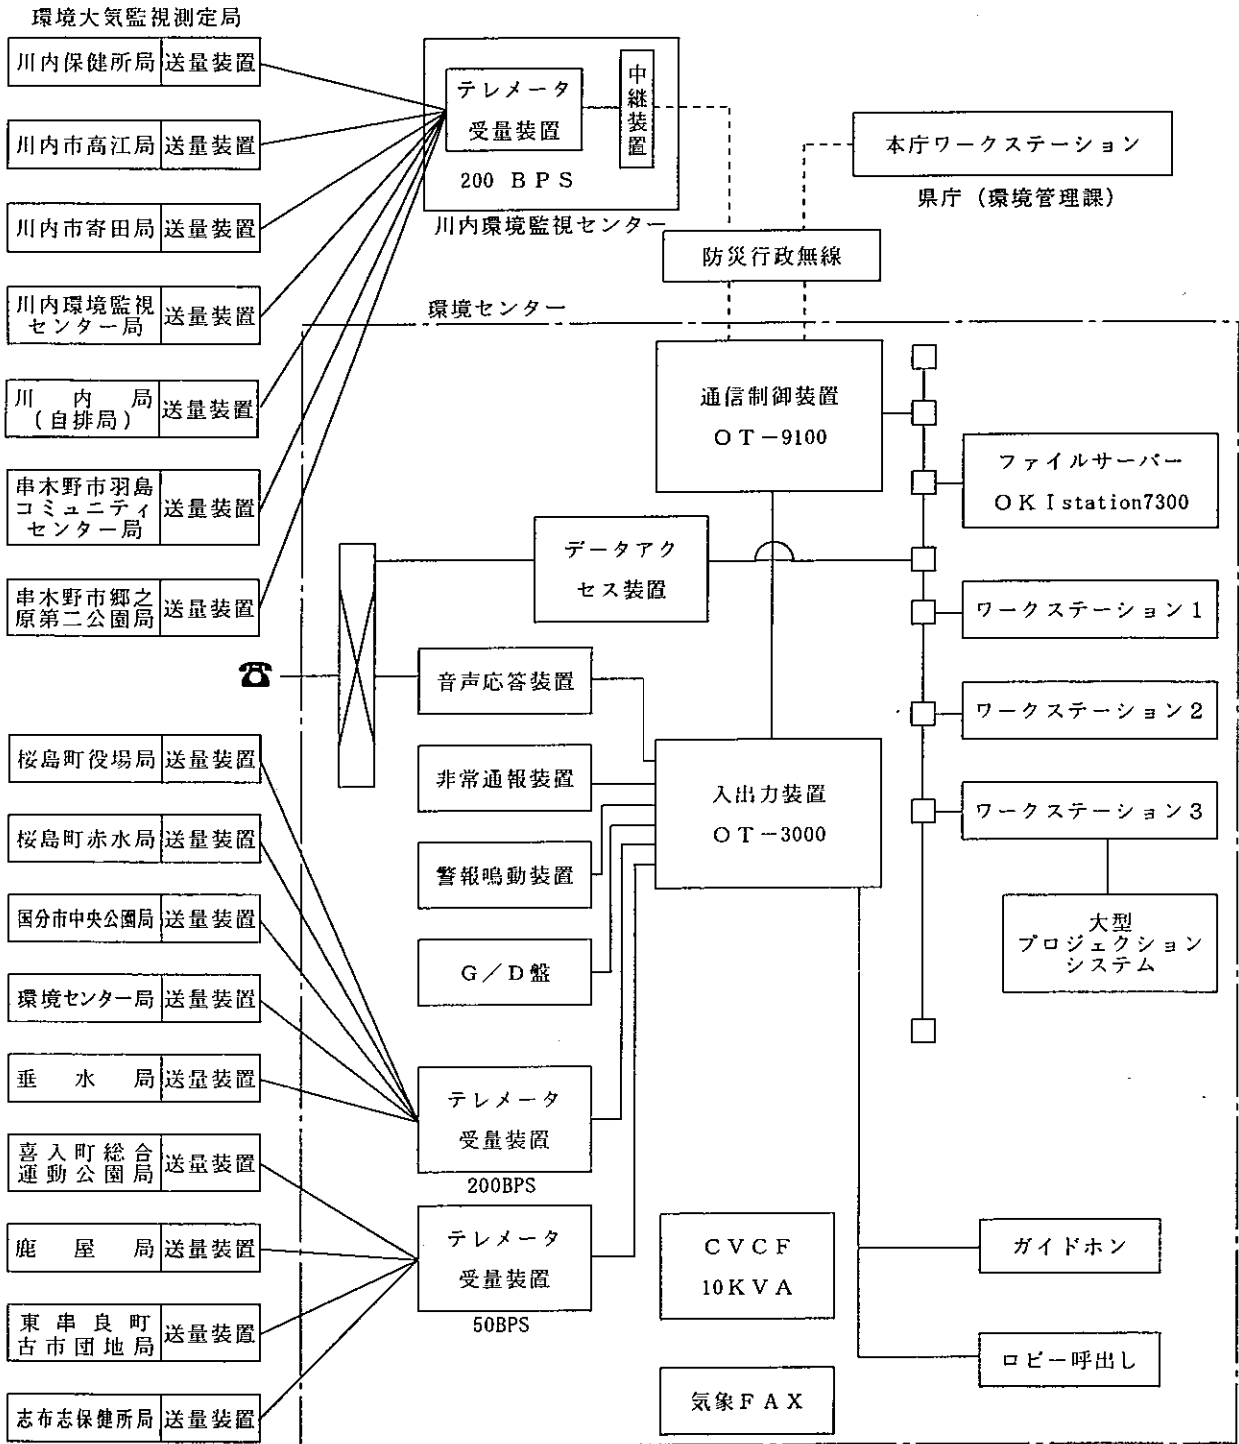 環境大気監視測定局
川内保健所局 送量装置
川内市高江局 送量装置
川内市寄田局 送量装置
川内環境監視
センター局 送量装置
川内局
(自排局) 送量装置
串木野市羽島
コミュニティ
センター局 送量装置
串木野市郷之
原第二公園局 送量装置
テレメータ
受量装置
中継装置
200 BPS
川内環境監視センター
本庁ワークステーション
県庁(環境管理課)
防災行政無線
環境センター
通信制御装置
OT-9100
ファイルサーバー
OKIstation7300
データアク
セス装置
ワークステーション1
音声応答装置
ワークステーション2
非常通報装置
入出力装置
OT-3000
ワークステーション3
警報鳴動装置
G/D盤
大型
プロジェクション
システム
桜島町役場局 送量装置
桜島町赤水局 送量装置
国分市中央公園局 送量装置
環境センター局 送量装置
垂水局 送量装置
喜入町総合
運動公園局 送量装置
鹿屋局 送量装置
東串良町
古市団地局 送量装置
志布志保健所局 送量装置
テレメータ
受量装置
200BPS
テレメータ
受量装置
50BPS
CVCF
10KVA
ガイドホン
ロビー呼出し
気象FAX